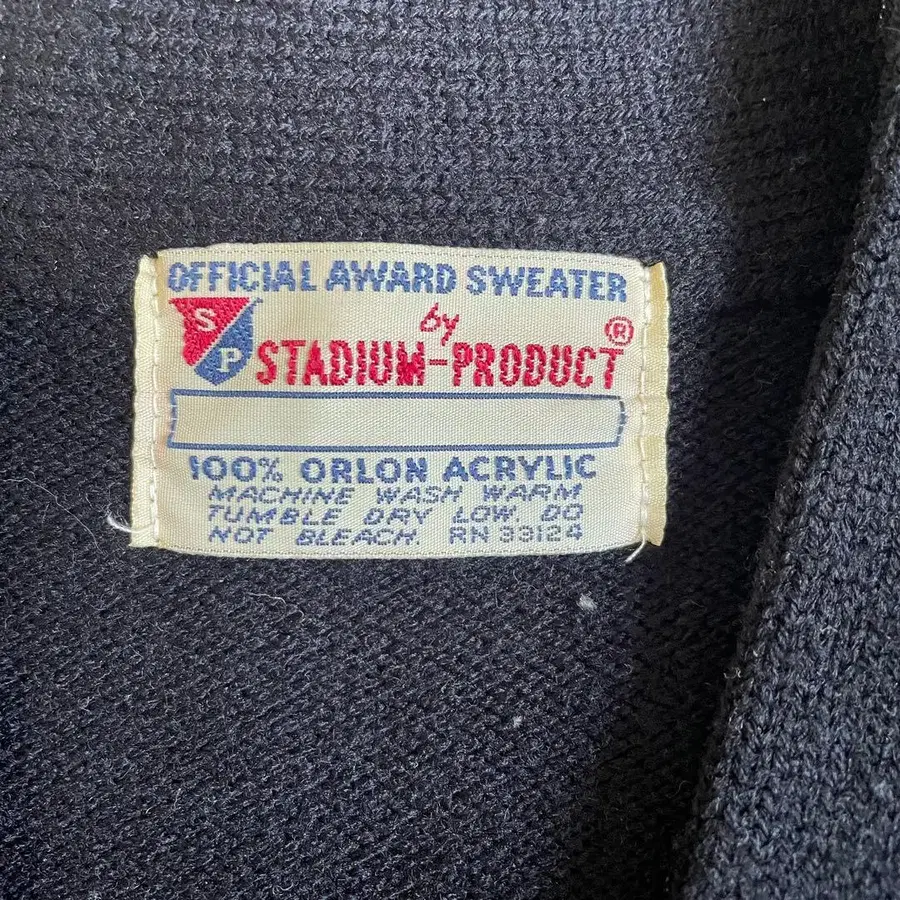 OFFICIAL AWARD SWEATER
by
S P
STADIUM-PRODUCT ®
100% ORLON ACRYLIC
MACHINE WASH WARM
TUMBLE DRY LOW. DO
NOT BLEACH. RN 33124